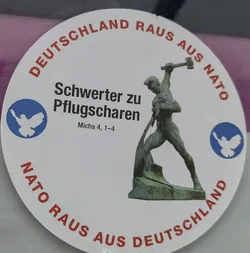 DEUTSCHLAND RAUS AUS NATO
Schwerter zu
Pflugscharen
Micha 4, 1–4
NATO RAUS AUS DEUTSCHLAND